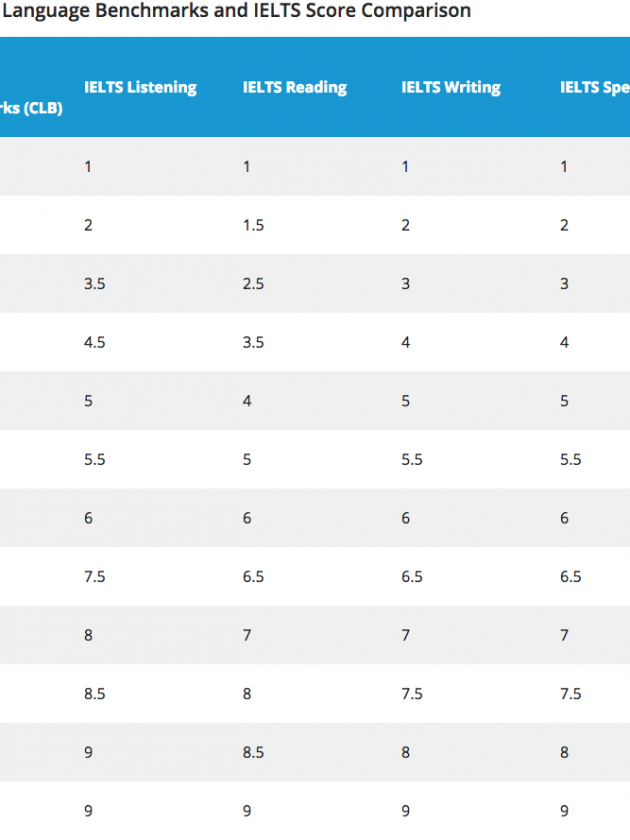 Language Benchmarks and IELTS Score Comparison
IELTS Listening IELTS Reading IELTS Writing IELTS Spe
rks (CLB)
1 1 1 1
2 1.5 2 2
3.5 2.5 3 3
4.5 3.5 4 4
5 4 5 5
5.5 5 5.5 5.5
6 6 6 6
7.5 6.5 6.5 6.5
8 7 7 7
8.5 8 7.5 7.5
9 8.5 8 8
9 9 9 9